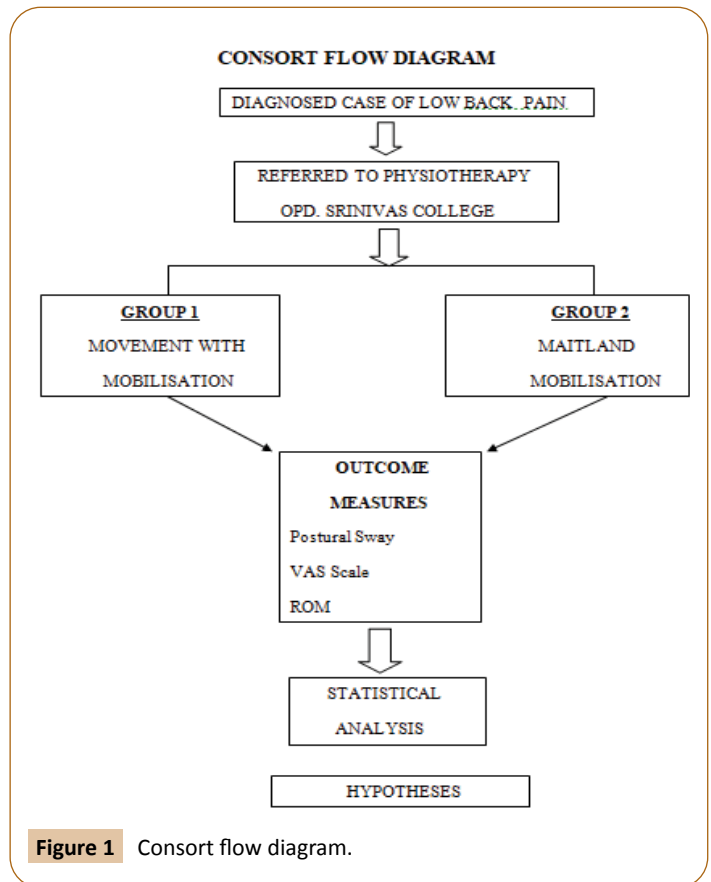 CONSORT FLOW DIAGRAM
DIAGNOSED CASE OF LOW BACK PAIN
REFERRED TO PHYSIOTHERAPY
OPD. SRINIVAS COLLEGE
GROUP 1
MOVEMENT WITH
MOBILISATION
GROUP 2
MAITLAND
MOBILISATION
OUTCOME
MEASURES
Postural Sway
VAS Scale
ROM
STATISTICAL
ANALYSIS
HYPOTHESES
Figure 1 Consort flow diagram.